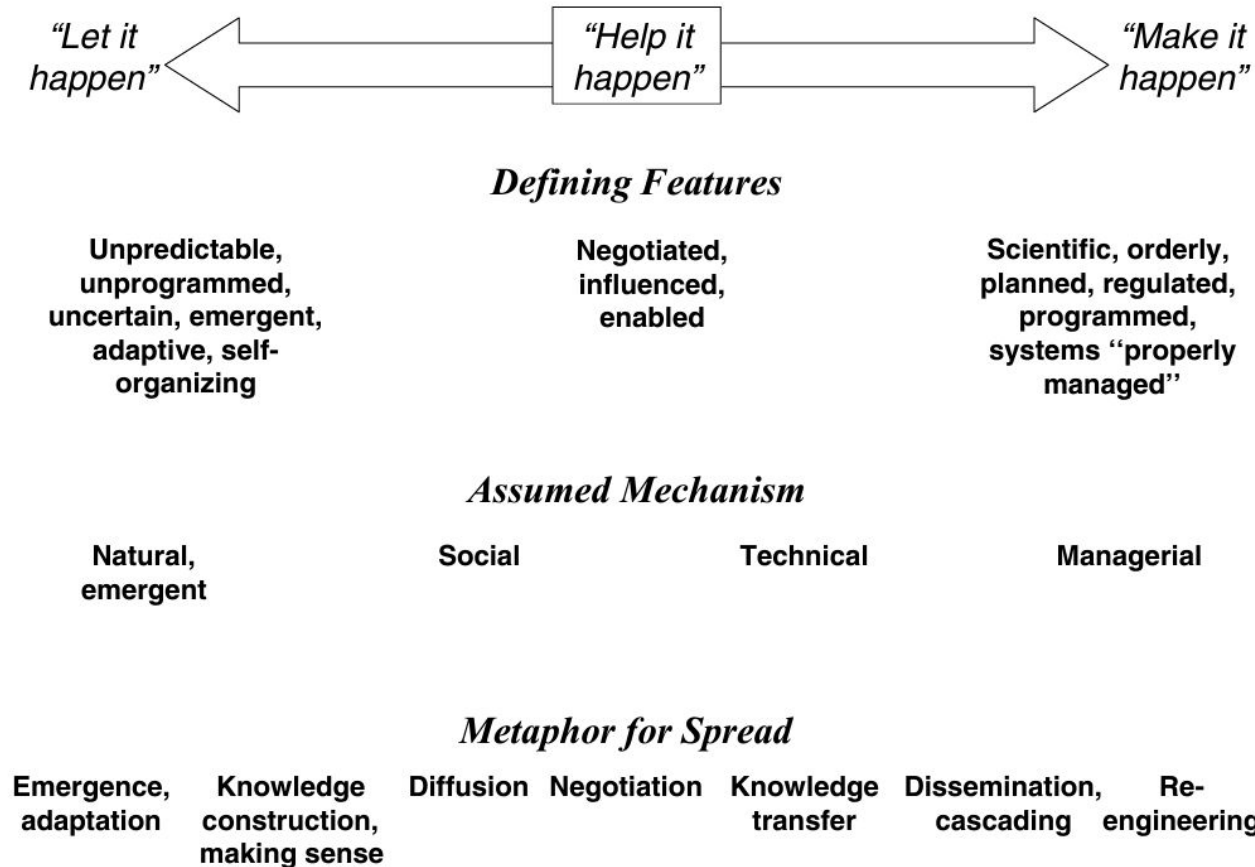 “Let it
happen”
“Help it
happen”
“Make it
happen”
Defining Features
Unpredictable,
unprogrammed,
uncertain, emergent,
adaptive, self-
organizing
Negotiated,
influenced,
enabled
Scientific, orderly,
planned, regulated,
programmed,
systems ‘‘properly
managed’’
Assumed Mechanism
Natural,
emergent
Social
Technical
Managerial
Metaphor for Spread
Emergence,
adaptation
Knowledge
construction,
making sense
Diffusion
Negotiation
Knowledge
transfer
Dissemination,
cascading
Re-
engineering